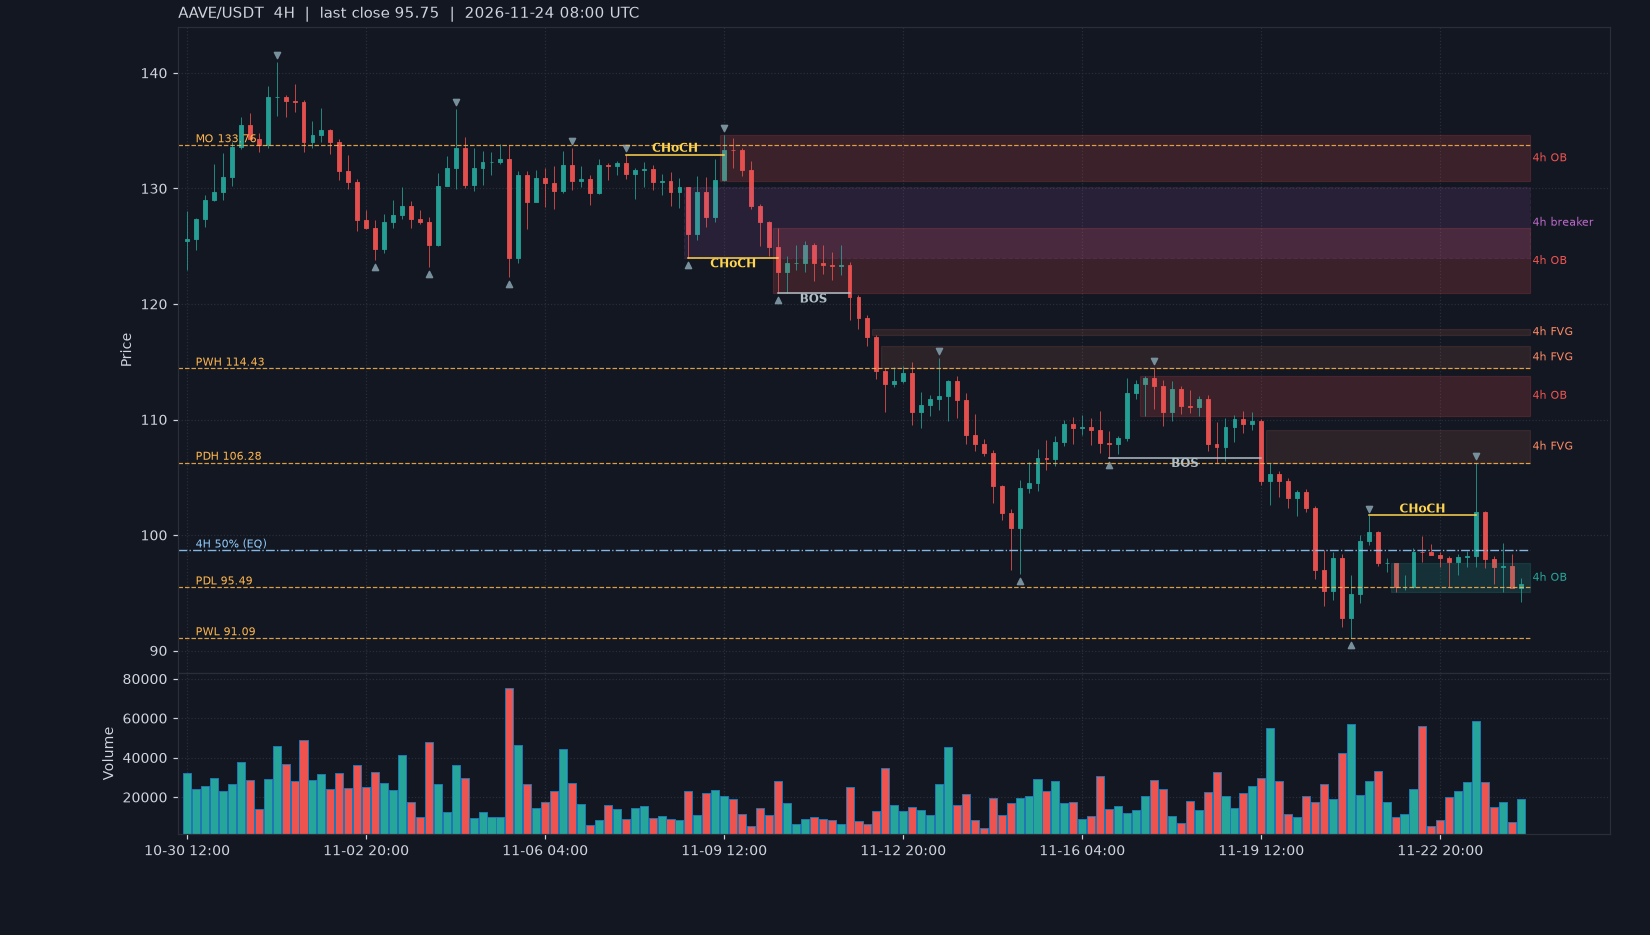 AAVE/USDT  4H  |  last close 95.75  |  2026-11-24 08:00 UTC
140
MO 133.76
CHoCH
4h OB
130
4h breaker
CHoCH
4h OB
BOS
120
4h FVG
Price
4h FVG
PWH 114.43
4h OB
110
4h FVG
PDH 106.28
BOS
CHoCH
100
4H 50% (EQ)
PDL 95.49
4h OB
PWL 91.09
90
80000
60000
Volume
40000
20000
10-30 12:00
11-02 20:00
11-06 04:00
11-09 12:00
11-12 20:00
11-16 04:00
11-19 12:00
11-22 20:00